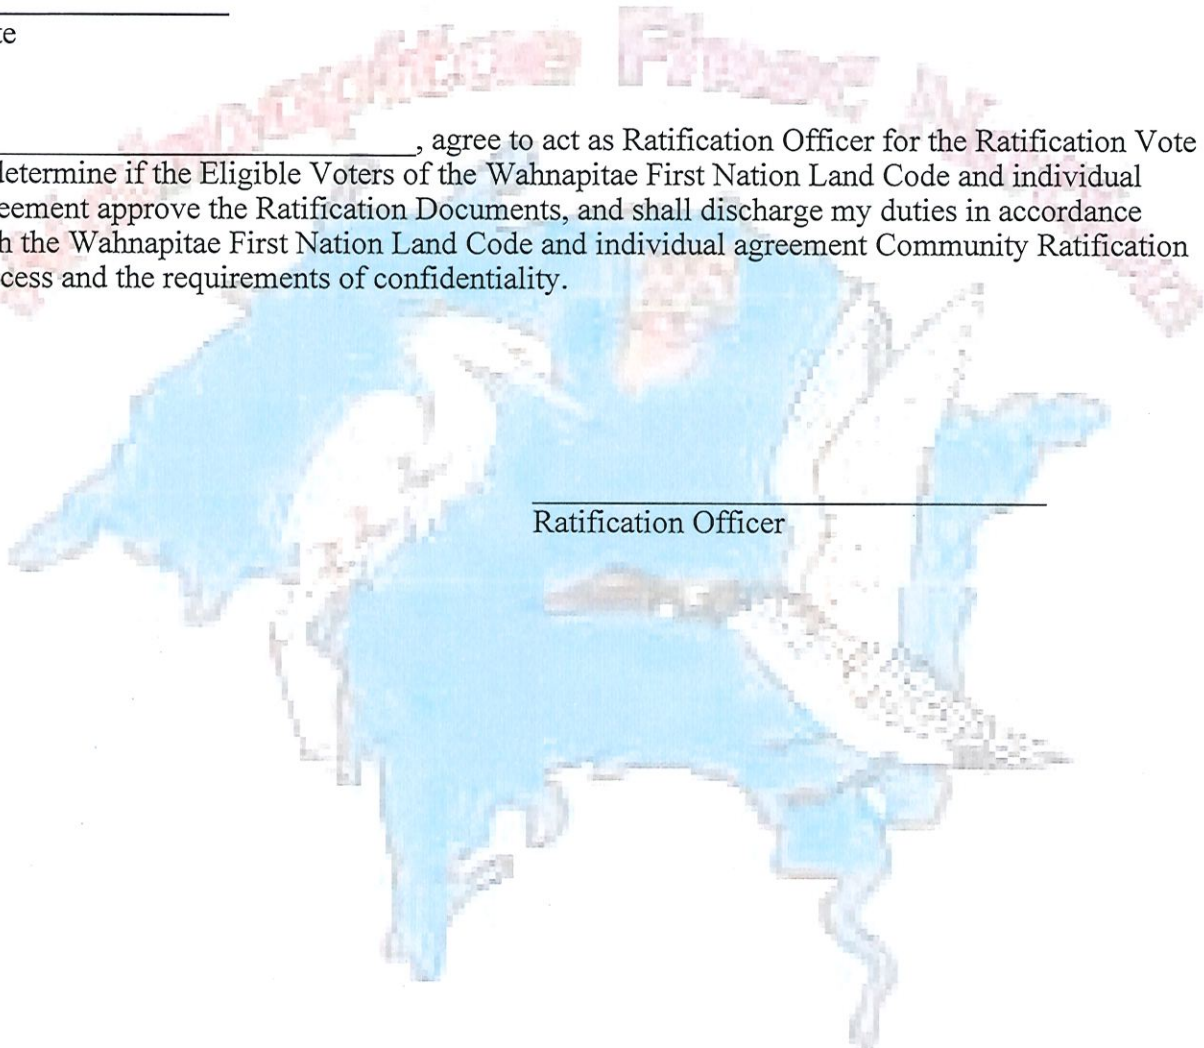 te
, agree to act as Ratification Officer for the Ratification Vote
determine if the Eligible Voters of the Wahnapitae First Nation Land Code and individual
eement approve the Ratification Documents, and shall discharge my duties in accordance
h the Wahnapitae First Nation Land Code and individual agreement Community Ratification
cess and the requirements of confidentiality.
Ratification Officer